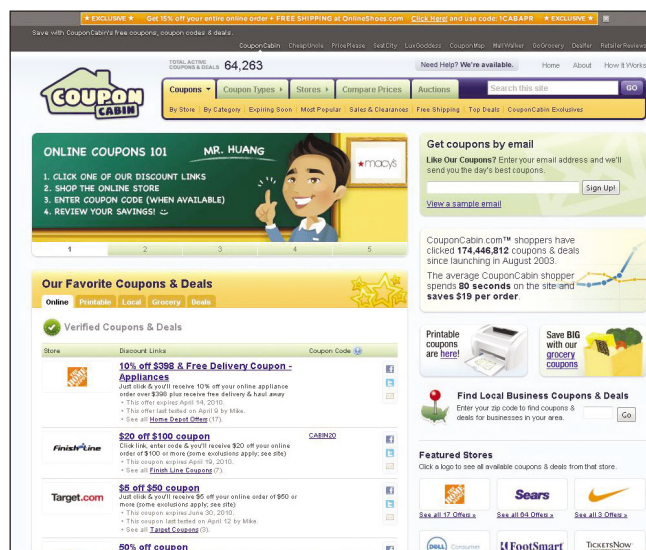 ★ EXCLUSIVE ★ Get 15% off your entire online order + FREE SHIPPING at OnlineShoes.com Click Here! and use code: 1CABAPR ★ EXCLUSIVE ★
Save with CouponCabin's free coupons, coupon codes & deals.
CouponCabin CheapUncle PricePlease SeatCity LuxGoddess CouponMap MallWalker GoGrocery Dealfer Retailer Reviews
TOTAL ACTIVE
COUPONS & DEALS 64,263
Need Help? We're available. Home About How It Works
COUPON
CABIN
Coupons Coupon Types Stores Compare Prices Auctions Search this site GO
By Store By Category Expiring Soon Most Popular Sales & Clearances Free Shipping Top Deals CouponCabin Exclusives
ONLINE COUPONS 101 MR. HUANG
1. CLICK ONE OF OUR DISCOUNT LINKS
2. SHOP THE ONLINE STORE
3. ENTER COUPON CODE (WHEN AVAILABLE)
4. REVIEW YOUR SAVINGS!
★macy's
1 2 3 4 5
Get coupons by email
Like Our Coupons? Enter your email address and we'll
send you the day's best coupons.
Sign Up!
View a sample email
CouponCabin.com™ shoppers have
clicked 174,446,812 coupons & deals
since launching in August 2003.
The average CouponCabin shopper
spends 80 seconds on the site and
saves $19 per order.
Our Favorite Coupons & Deals
Online Printable Local Grocery Deals
Verified Coupons & Deals
Store Discount Links Coupon Code
10% off $398 & Free Delivery Coupon -
Appliances
Just click & you'll receive 10% off your online appliance
order over $398 plus receive free delivery & haul away
• This offer expires April 14, 2010.
• This offer last tested on April 9 by Mike.
• See all Home Depot Offers (17).
Finish Line
$20 off $100 coupon CABIN20
Click link, enter code & you'll receive $20 off your online
order of $100 or more (some exclusions apply; see site)
• This coupon expires April 19, 2010.
• See all Finish Line Coupons (7).
Target.com
$5 off $50 coupon
Just click & you'll receive $5 off your online order of $50 or
more (some exclusions apply; see site)
• This coupon expires June 30, 2010.
• This coupon last tested on April 12 by Mike.
• See all Target Coupons (3).
50% off coupon
Printable
coupons
are here!
Save BIG
with our
grocery
coupons
Find Local Business Coupons & Deals
Enter your zip code to find coupons &
deals for businesses in your area.
Go
Featured Stores
Click a logo to see all available coupons & deals from that store.
Sears
See all 17 Offers » See all 64 Offers » See all 3 Offers »
DELL Consumer FootSmart TICKETSNOW